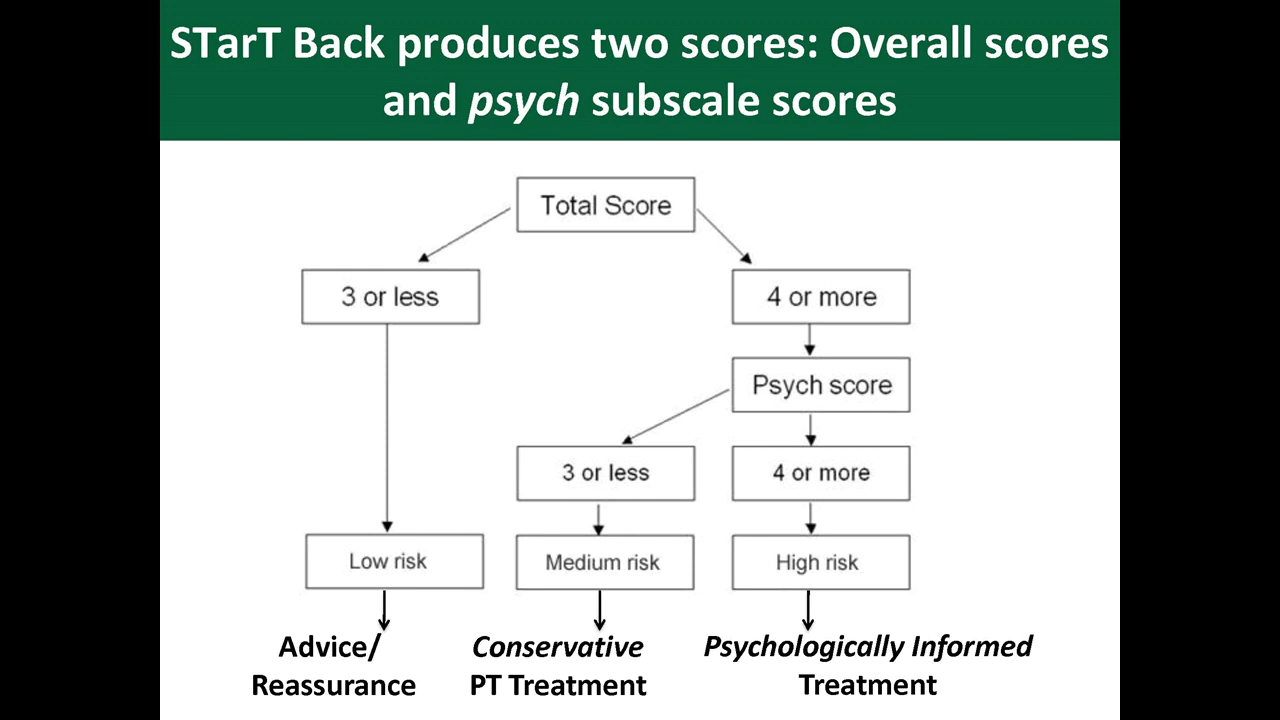 STarT Back produces two scores: Overall scores
and psych subscale scores
Total Score
3 or less
4 or more
Psych score
3 or less
4 or more
Low risk
Medium risk
High risk
Advice/
Reassurance
Conservative
PT Treatment
Psychologically Informed
Treatment